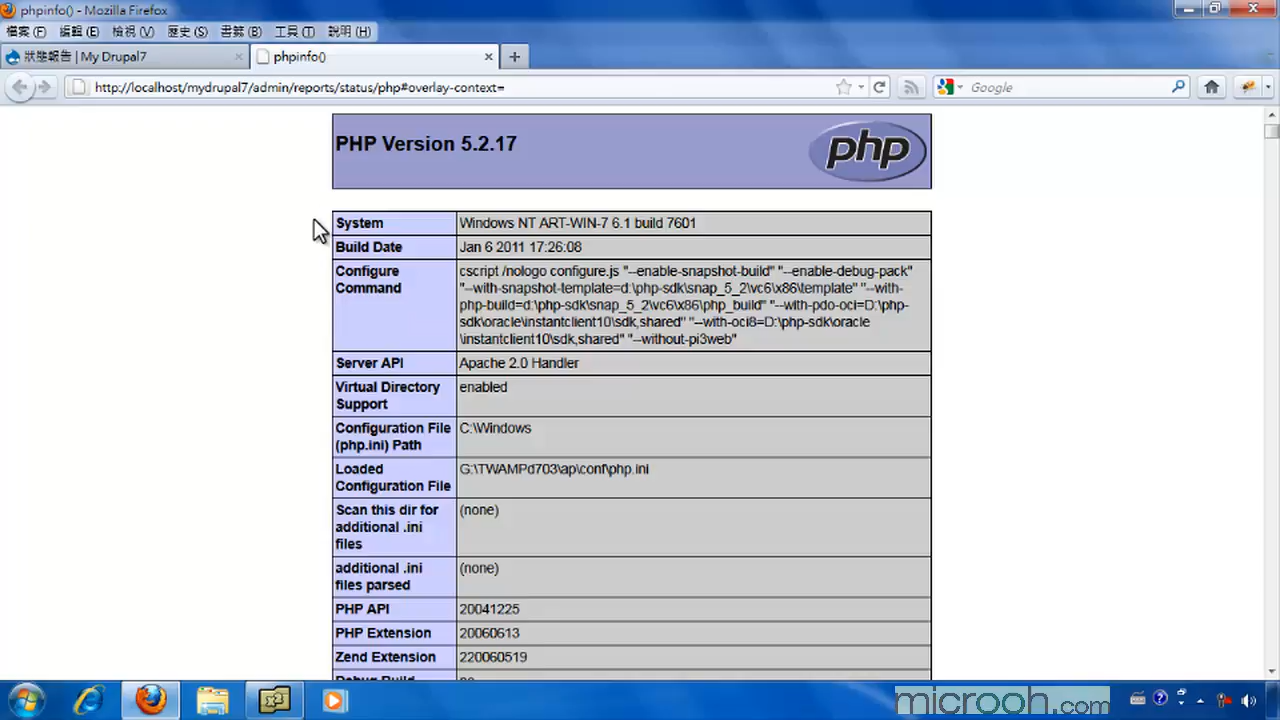 phpinfo() - Mozilla Firefox
檔案 (F) 編輯 (E) 檢視 (V) 歷史 (S) 書籤 (B) 工具 (T) 說明 (H)
狀態報告 | My Drupal7
phpinfo()
http://localhost/mydrupal7/admin/reports/status/php#overlay-context=
Google
PHP Version 5.2.17
php
System
Windows NT ART-WIN-7 6.1 build 7601
Build Date
Jan 6 2011 17:26:08
Configure
Command
cscript /nologo configure.js "--enable-snapshot-build" "--enable-debug-pack"
"--with-snapshot-template=d:\php-sdk\snap_5_2\vc6\x86\template" "--with-
php-build=d:\php-sdk\snap_5_2\vc6\x86\php_build" "--with-pdo-oci=D:\php-
sdk\oracle\instantclient10\sdk,shared" "--with-oci8=D:\php-sdk\oracle
\instantclient10\sdk,shared" "--without-pi3web"
Server API
Apache 2.0 Handler
Virtual Directory
Support
enabled
Configuration File
(php.ini) Path
C:\Windows
Loaded
Configuration File
G:\TWAMPd703\ap\conf\php.ini
Scan this dir for
additional .ini
files
(none)
additional .ini
files parsed
(none)
PHP API
20041225
PHP Extension
20060613
Zend Extension
220060519
Debug Build
no
microoh.com